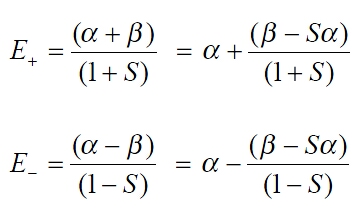 E₊ = (α + β) / (1 + S) = α + (β − Sα) / (1 + S)
E₋ = (α − β) / (1 − S) = α − (β − Sα) / (1 − S)